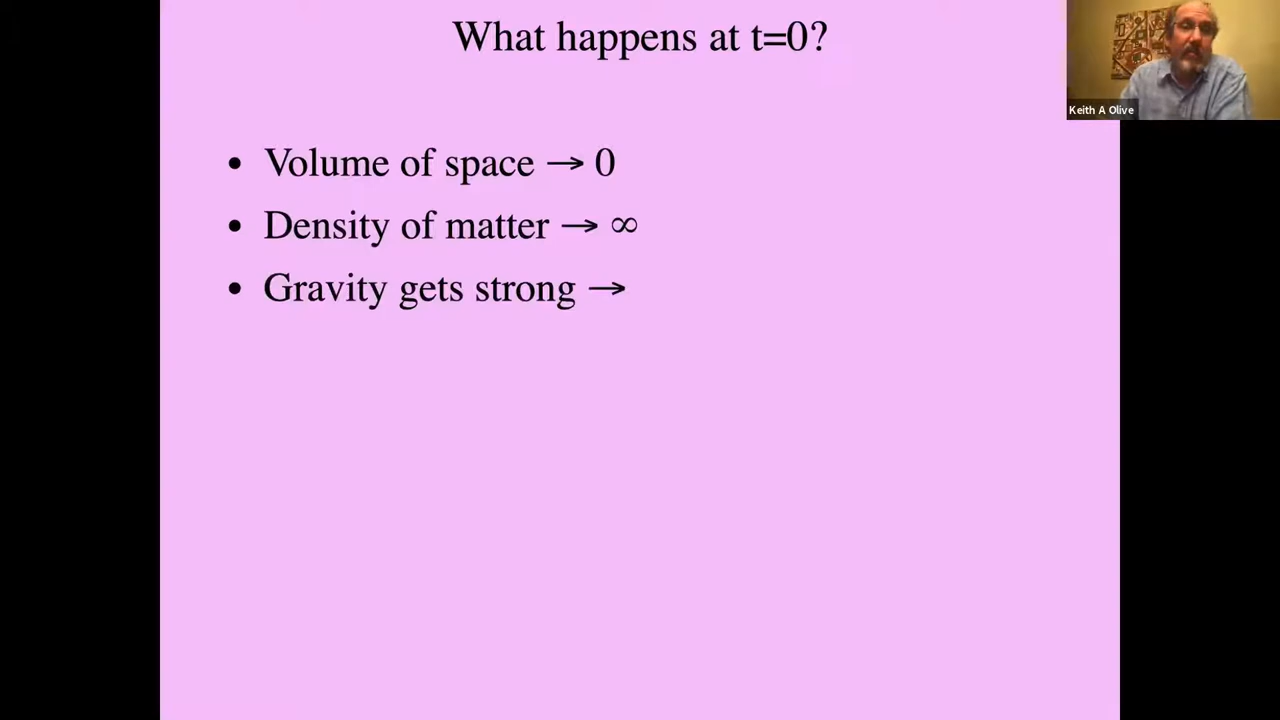 What happens at t=0?
Keith A Olive
• Volume of space → 0
• Density of matter → ∞
• Gravity gets strong →